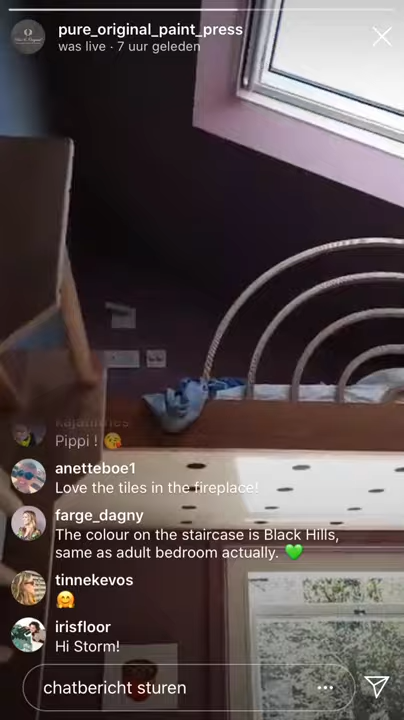 pure_original_paint_press
was live · 7 uur geleden
Pippi ! 😘
anetteboe1
Love the tiles in the fireplace!
farge_dagny
The colour on the staircase is Black Hills,
same as adult bedroom actually. 💚
tinnekevos
🤗
irisfloor
Hi Storm!
chatbericht sturen